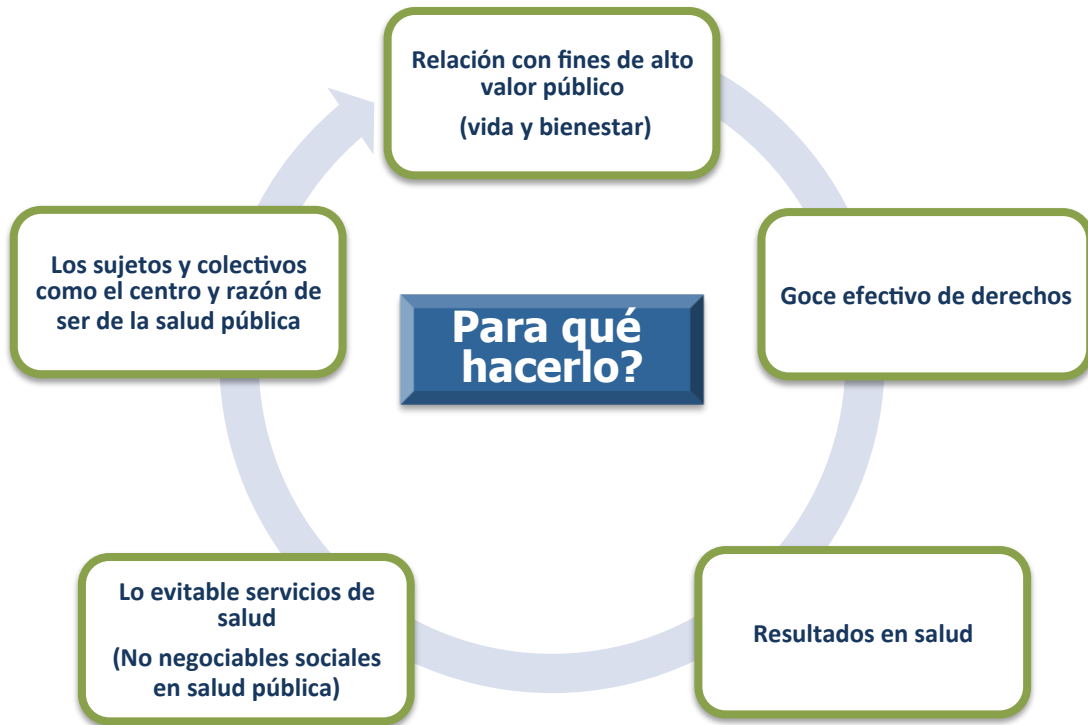 Relación con fines de alto
valor público
(vida y bienestar)
Goce efectivo de derechos
Resultados en salud
Lo evitable servicios de
salud
(No negociables sociales
en salud pública)
Los sujetos y colectivos
como el centro y razón de
ser de la salud pública
Para qué
hacerlo?